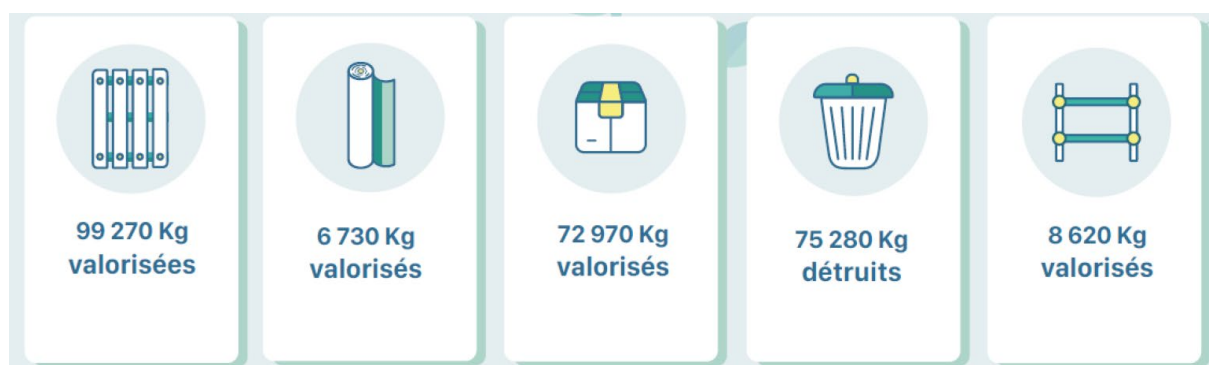 99 270 Kg
valorisées
6 730 Kg
valorisés
72 970 Kg
valorisés
75 280 Kg
détruits
8 620 Kg
valorisés